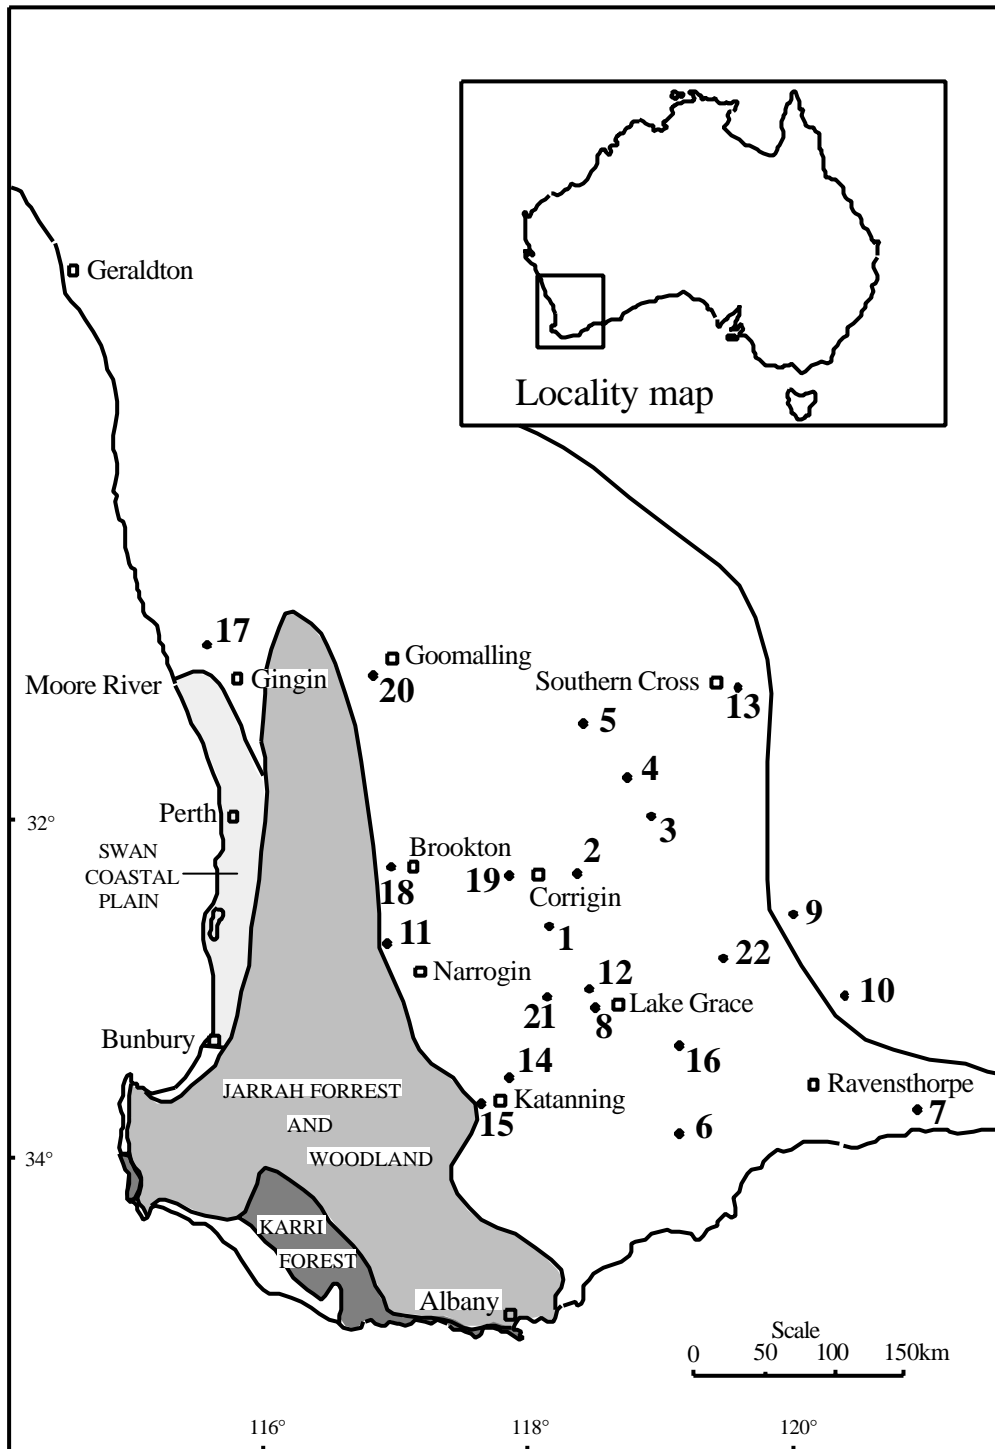 Geraldton
Locality map
17
Goomalling
Moore River
Gingin
20
Southern Cross
13
5
4
Perth
32°
3
SWAN
COASTAL
PLAIN
Brookton
18
19
2
Corrigin
11
1
9
22
Narrogin
12
10
21
8
Lake Grace
Bunbury
16
14
JARRAH FORREST
AND
WOODLAND
Katanning
15
Ravensthorpe
7
6
34°
KARRI
FOREST
Albany
Scale
0 50 100 150km
116° 118° 120°